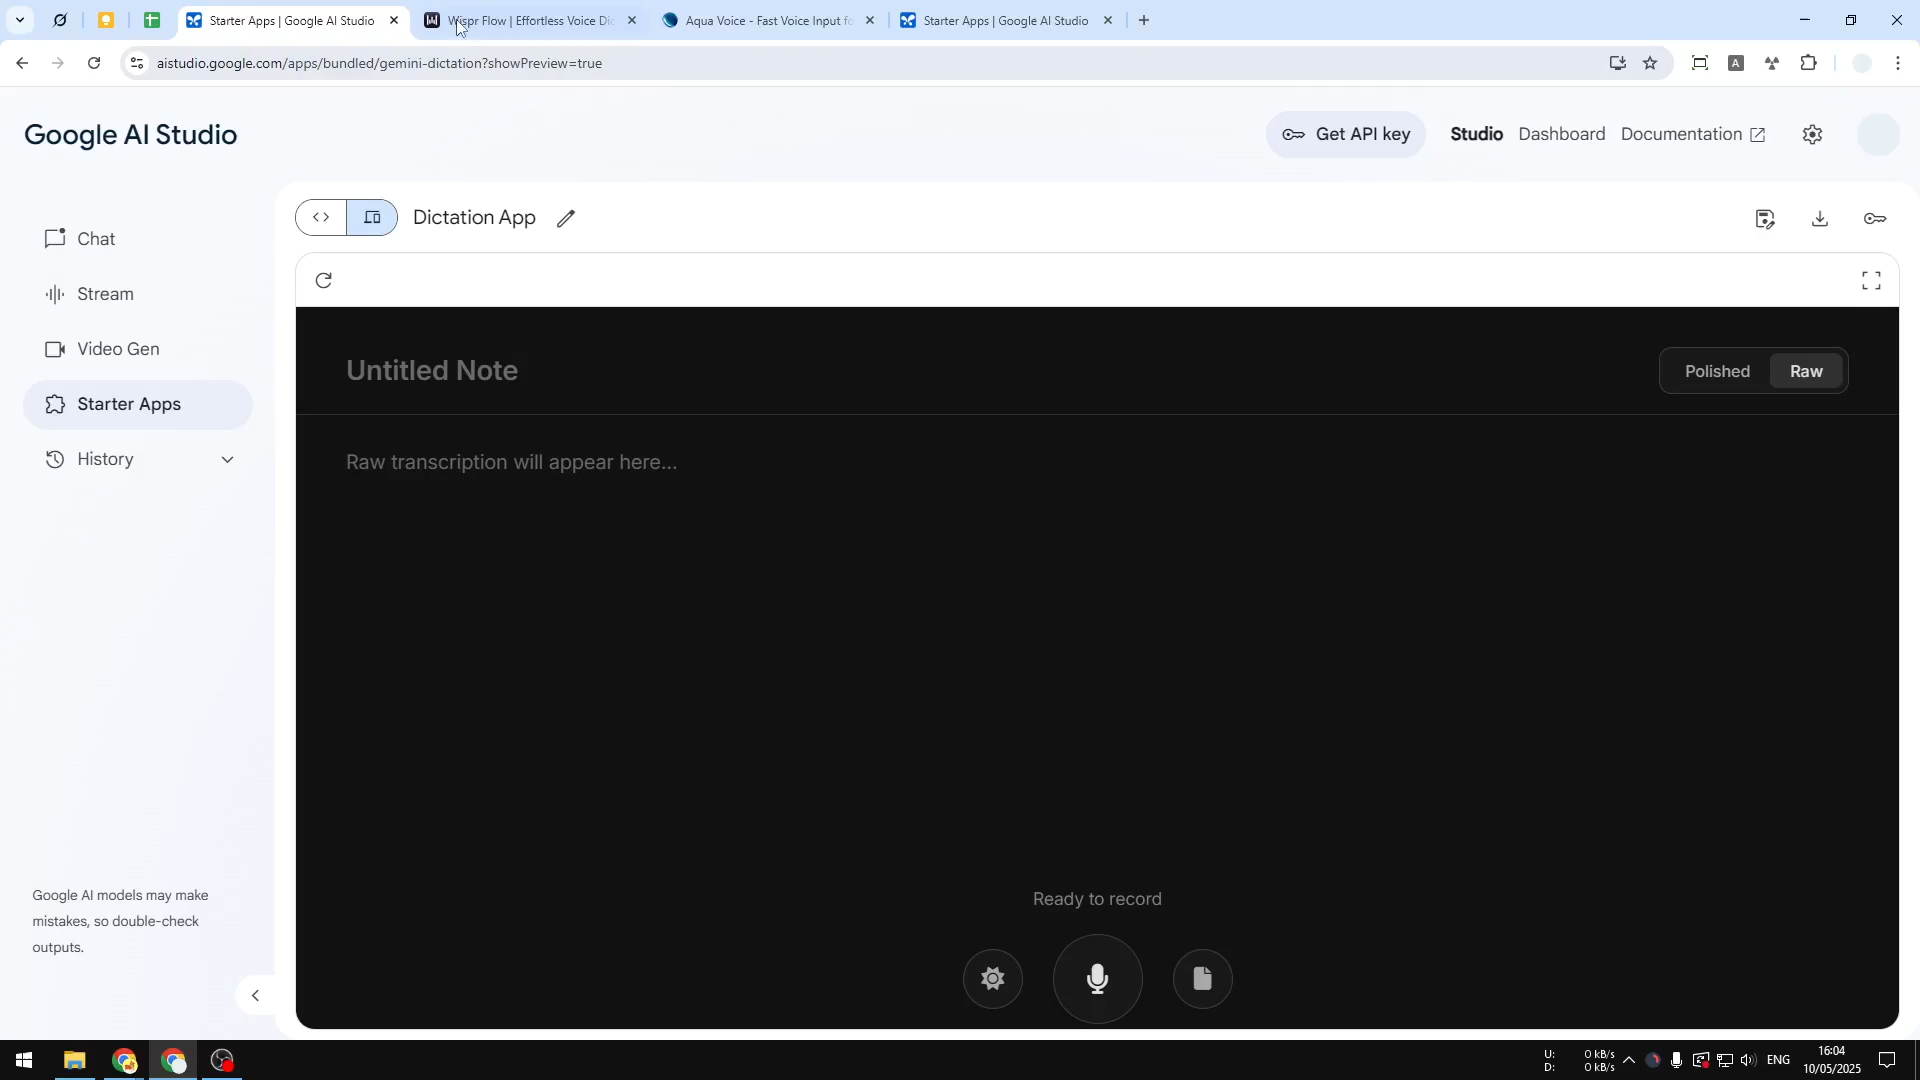 Starter Apps | Google AI Studio
Wispr Flow | Effortless Voice Dic
Aqua Voice - Fast Voice Input fo
Starter Apps | Google AI Studio
aistudio.google.com/apps/bundled/gemini-dictation?showPreview=true
A
Google AI Studio
Get API key
Studio
Dashboard
Documentation
Chat
Stream
Video Gen
Starter Apps
History
Dictation App
Untitled Note
Polished
Raw
Raw transcription will appear here...
Ready to record
Google AI models may make
mistakes, so double-check
outputs.
U: 0 kB/s
D: 0 kB/s
ENG
16:04
10/05/2025